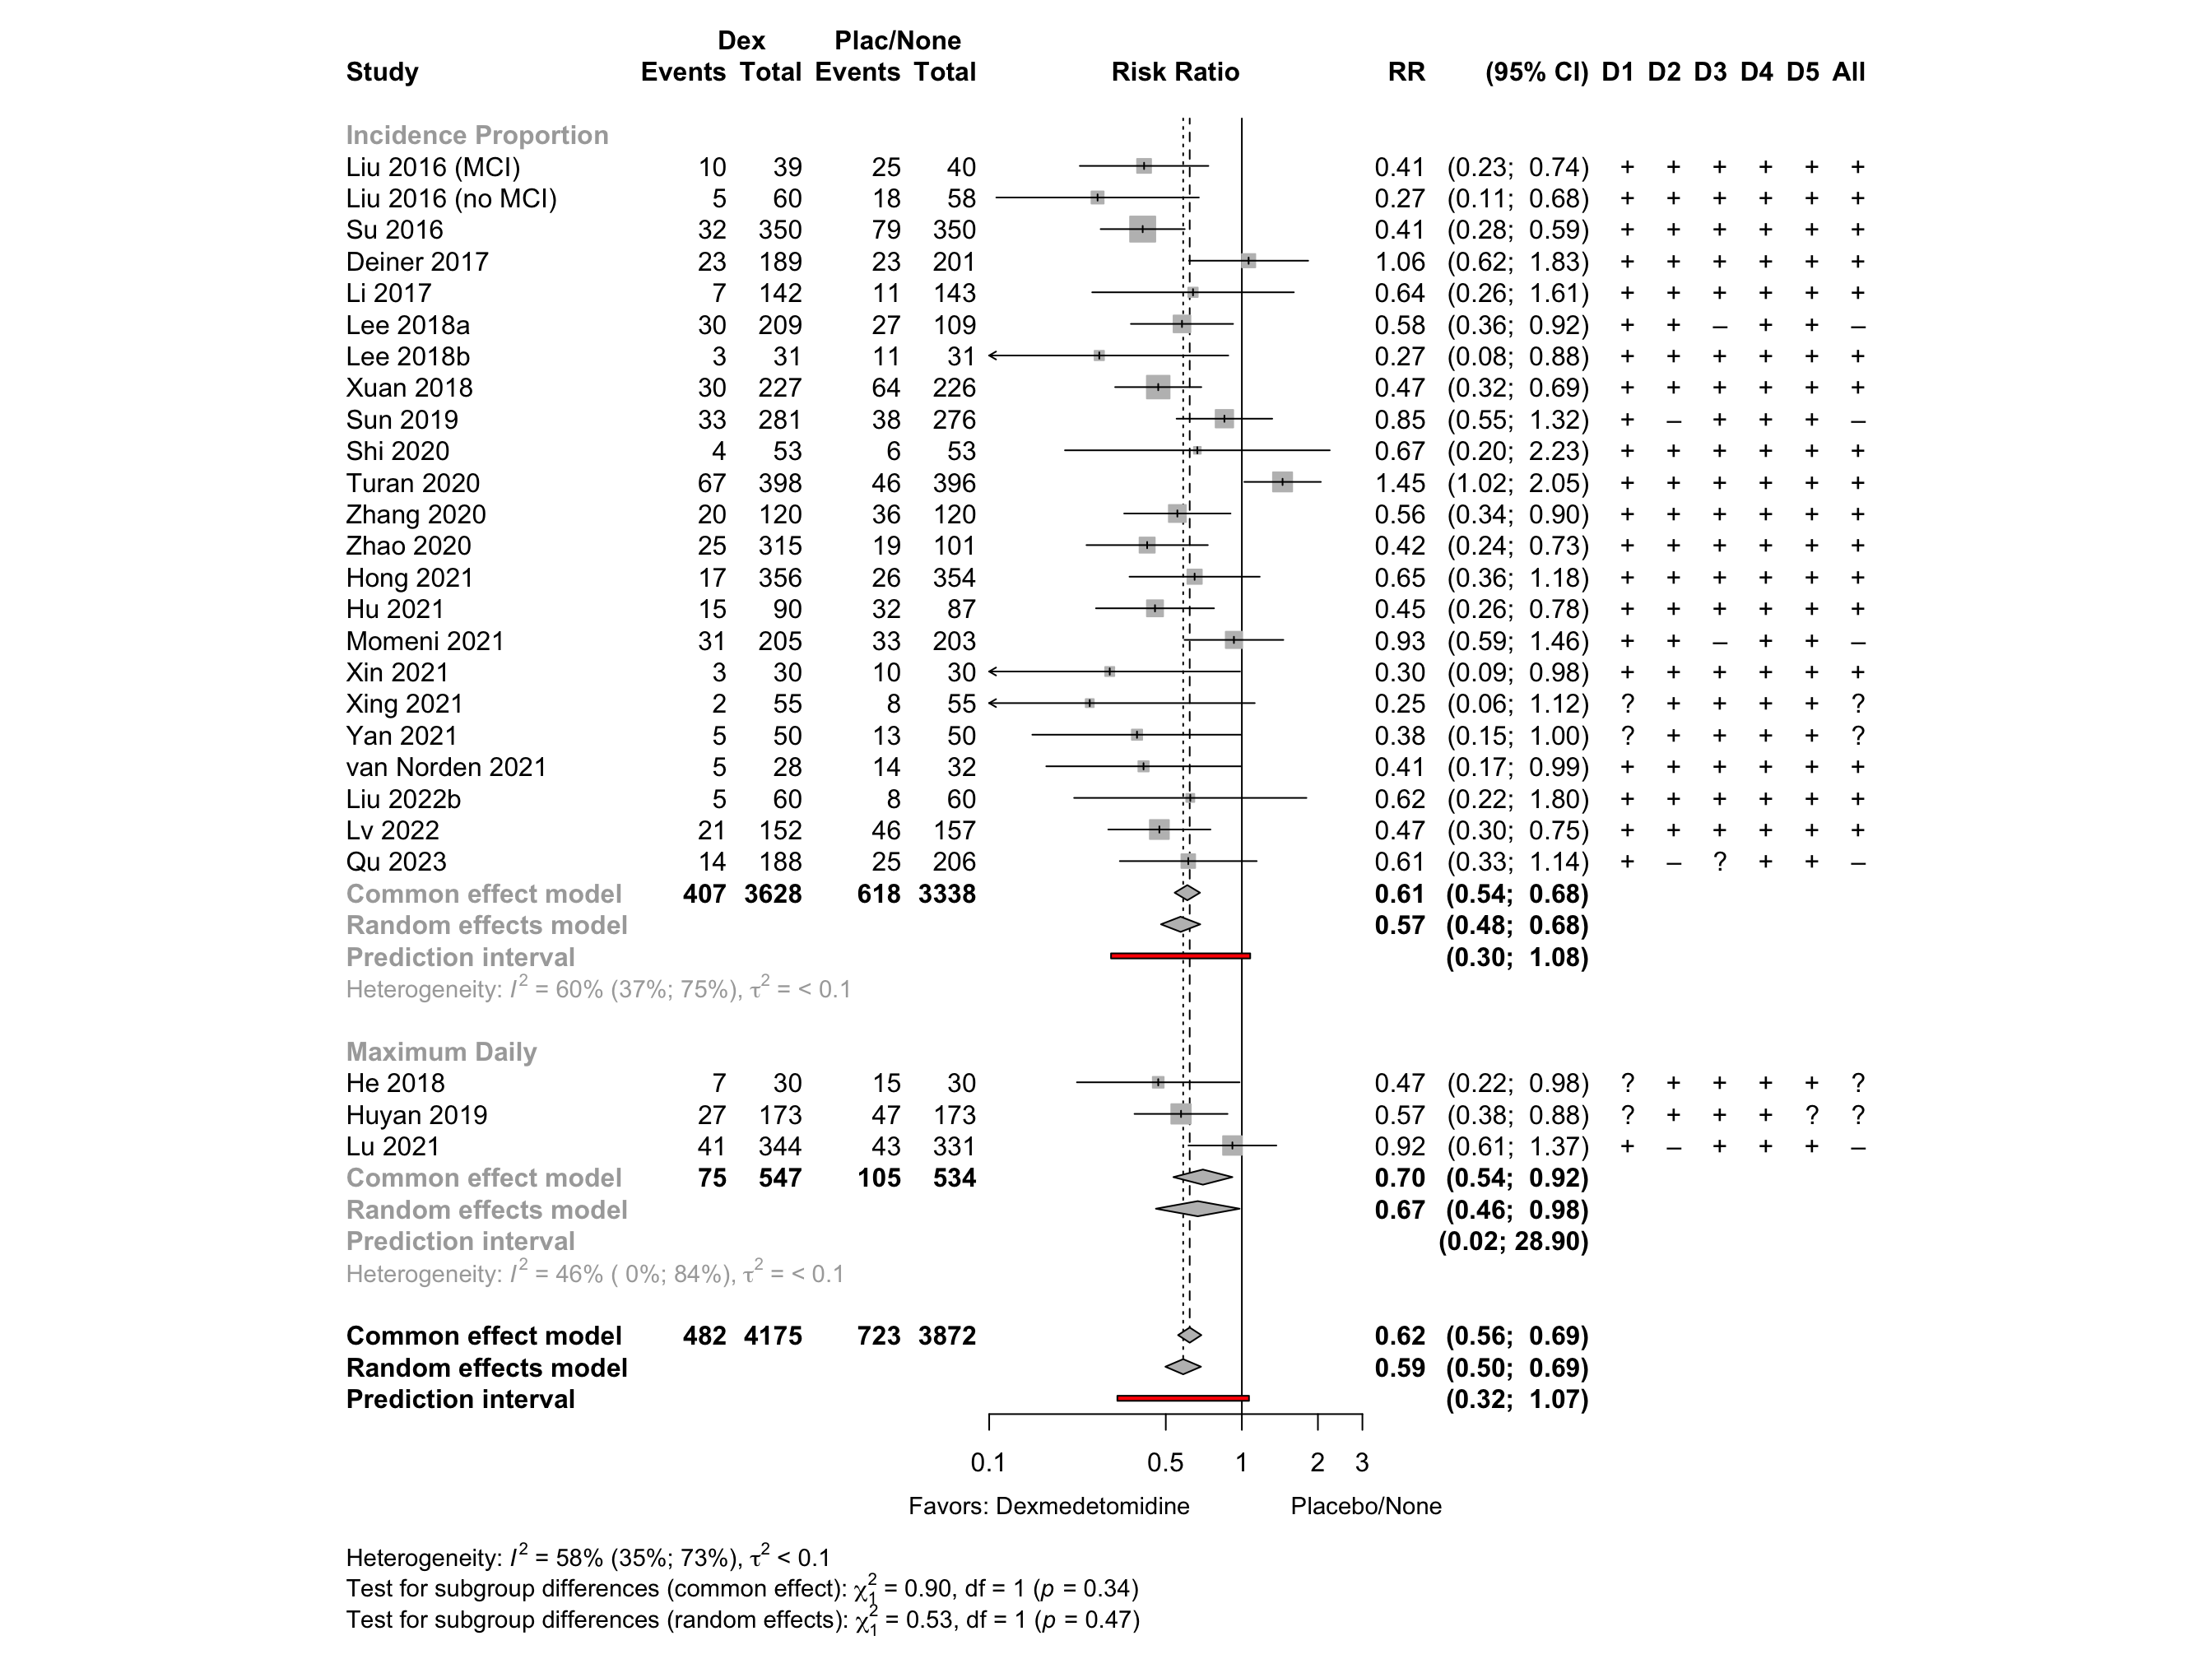 Dex Plac/None
Study Events Total Events Total Risk Ratio RR (95% CI) D1 D2 D3 D4 D5 All
Incidence Proportion
Liu 2016 (MCI) 10 39 25 40 0.41 (0.23; 0.74) + + + + + +
Liu 2016 (no MCI) 5 60 18 58 0.27 (0.11; 0.68) + + + + + +
Su 2016 32 350 79 350 0.41 (0.28; 0.59) + + + + + +
Deiner 2017 23 189 23 201 1.06 (0.62; 1.83) + + + + + +
Li 2017 7 142 11 143 0.64 (0.26; 1.61) + + + + + +
Lee 2018a 30 209 27 109 0.58 (0.36; 0.92) + + – + + –
Lee 2018b 3 31 11 31 0.27 (0.08; 0.88) + + + + + +
Xuan 2018 30 227 64 226 0.47 (0.32; 0.69) + + + + + +
Sun 2019 33 281 38 276 0.85 (0.55; 1.32) + – + + + –
Shi 2020 4 53 6 53 0.67 (0.20; 2.23) + + + + + +
Turan 2020 67 398 46 396 1.45 (1.02; 2.05) + + + + + +
Zhang 2020 20 120 36 120 0.56 (0.34; 0.90) + + + + + +
Zhao 2020 25 315 19 101 0.42 (0.24; 0.73) + + + + + +
Hong 2021 17 356 26 354 0.65 (0.36; 1.18) + + + + + +
Hu 2021 15 90 32 87 0.45 (0.26; 0.78) + + + + + +
Momeni 2021 31 205 33 203 0.93 (0.59; 1.46) + + – + + –
Xin 2021 3 30 10 30 0.30 (0.09; 0.98) + + + + + +
Xing 2021 2 55 8 55 0.25 (0.06; 1.12) ? + + + + ?
Yan 2021 5 50 13 50 0.38 (0.15; 1.00) ? + + + + ?
van Norden 2021 5 28 14 32 0.41 (0.17; 0.99) + + + + + +
Liu 2022b 5 60 8 60 0.62 (0.22; 1.80) + + + + + +
Lv 2022 21 152 46 157 0.47 (0.30; 0.75) + + + + + +
Qu 2023 14 188 25 206 0.61 (0.33; 1.14) + – ? + + –
Common effect model 407 3628 618 3338 0.61 (0.54; 0.68)
Random effects model 0.57 (0.48; 0.68)
Prediction interval (0.30; 1.08)
Heterogeneity: I² = 60% (37%; 75%), τ² = < 0.1
Maximum Daily
He 2018 7 30 15 30 0.47 (0.22; 0.98) ? + + + + ?
Huyan 2019 27 173 47 173 0.57 (0.38; 0.88) ? + + + ? ?
Lu 2021 41 344 43 331 0.92 (0.61; 1.37) + – + + + –
Common effect model 75 547 105 534 0.70 (0.54; 0.92)
Random effects model 0.67 (0.46; 0.98)
Prediction interval (0.02; 28.90)
Heterogeneity: I² = 46% ( 0%; 84%), τ² = < 0.1
Common effect model 482 4175 723 3872 0.62 (0.56; 0.69)
Random effects model 0.59 (0.50; 0.69)
Prediction interval (0.32; 1.07)
0.1 0.5 1 2 3
Favors: Dexmedetomidine Placebo/None
Heterogeneity: I² = 58% (35%; 73%), τ² < 0.1
Test for subgroup differences (common effect): χ²₁ = 0.90, df = 1 (p = 0.34)
Test for subgroup differences (random effects): χ²₁ = 0.53, df = 1 (p = 0.47)